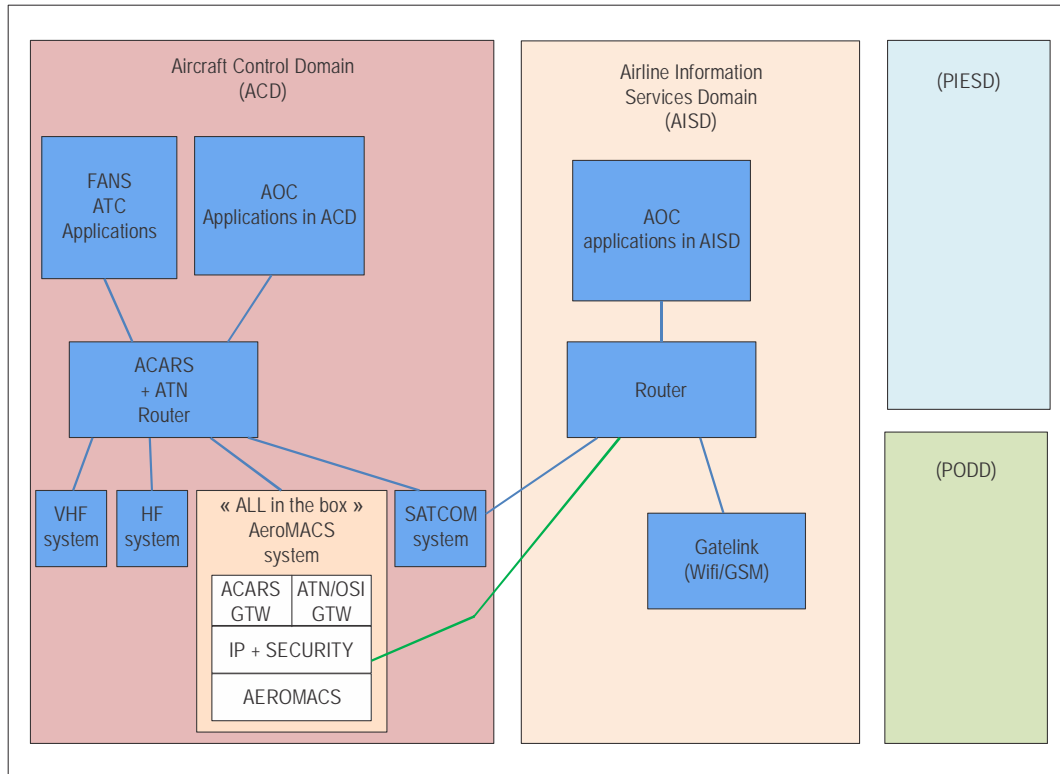 Aircraft Control Domain
(ACD)
FANS
ATC
Applications
AOC
Applications in ACD
ACARS
+ ATN
Router
VHF
system
HF
system
« ALL in the box »
AeroMACS
system
ACARS
GTW
ATN/OSI
GTW
IP + SECURITY
AEROMACS
SATCOM
system
Airline Information
Services Domain
(AISD)
AOC
applications in AISD
Router
Gatelink
(Wifi/GSM)
(PIESD)
(PODD)